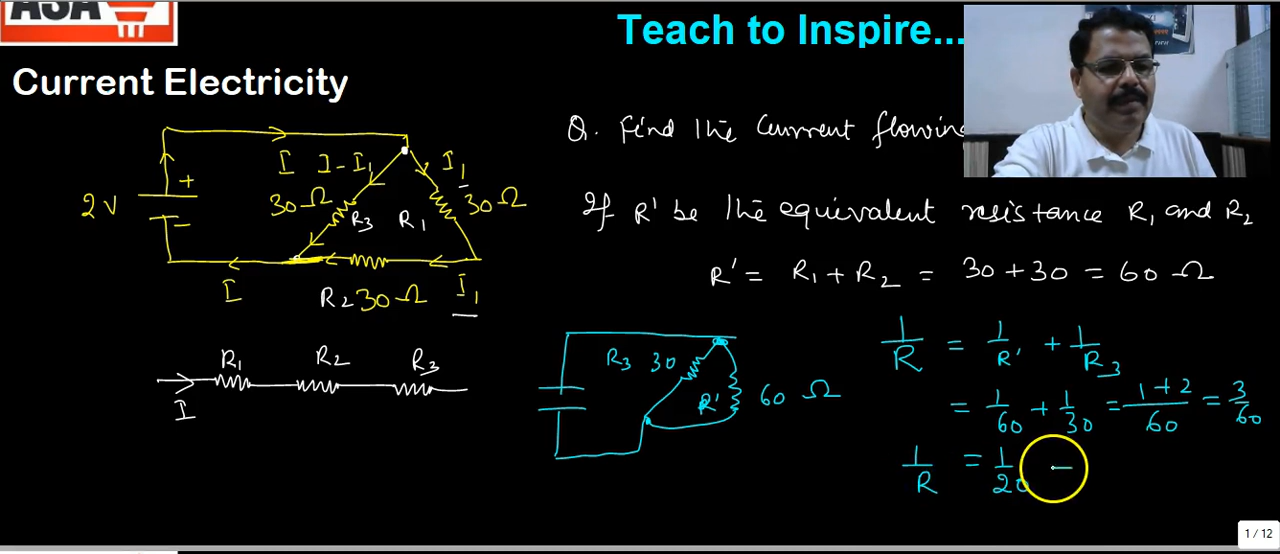 ASA
Teach to Inspire...
Current Electricity
Q. Find the current flowing
I I-I1 I1
2V + 30 Ω R3 R1 30 Ω
-
I R2 30 Ω I1
If R' be the equivalent resistance R1 and R2
R' = R1 + R2 = 30 + 30 = 60 Ω
R1 R2 R3
I
R3 30 R' 60 Ω
1/R = 1/R' + 1/R3
= 1/60 + 1/30 = 1+2/60 = 3/60
1/R = 1/20
1 / 12